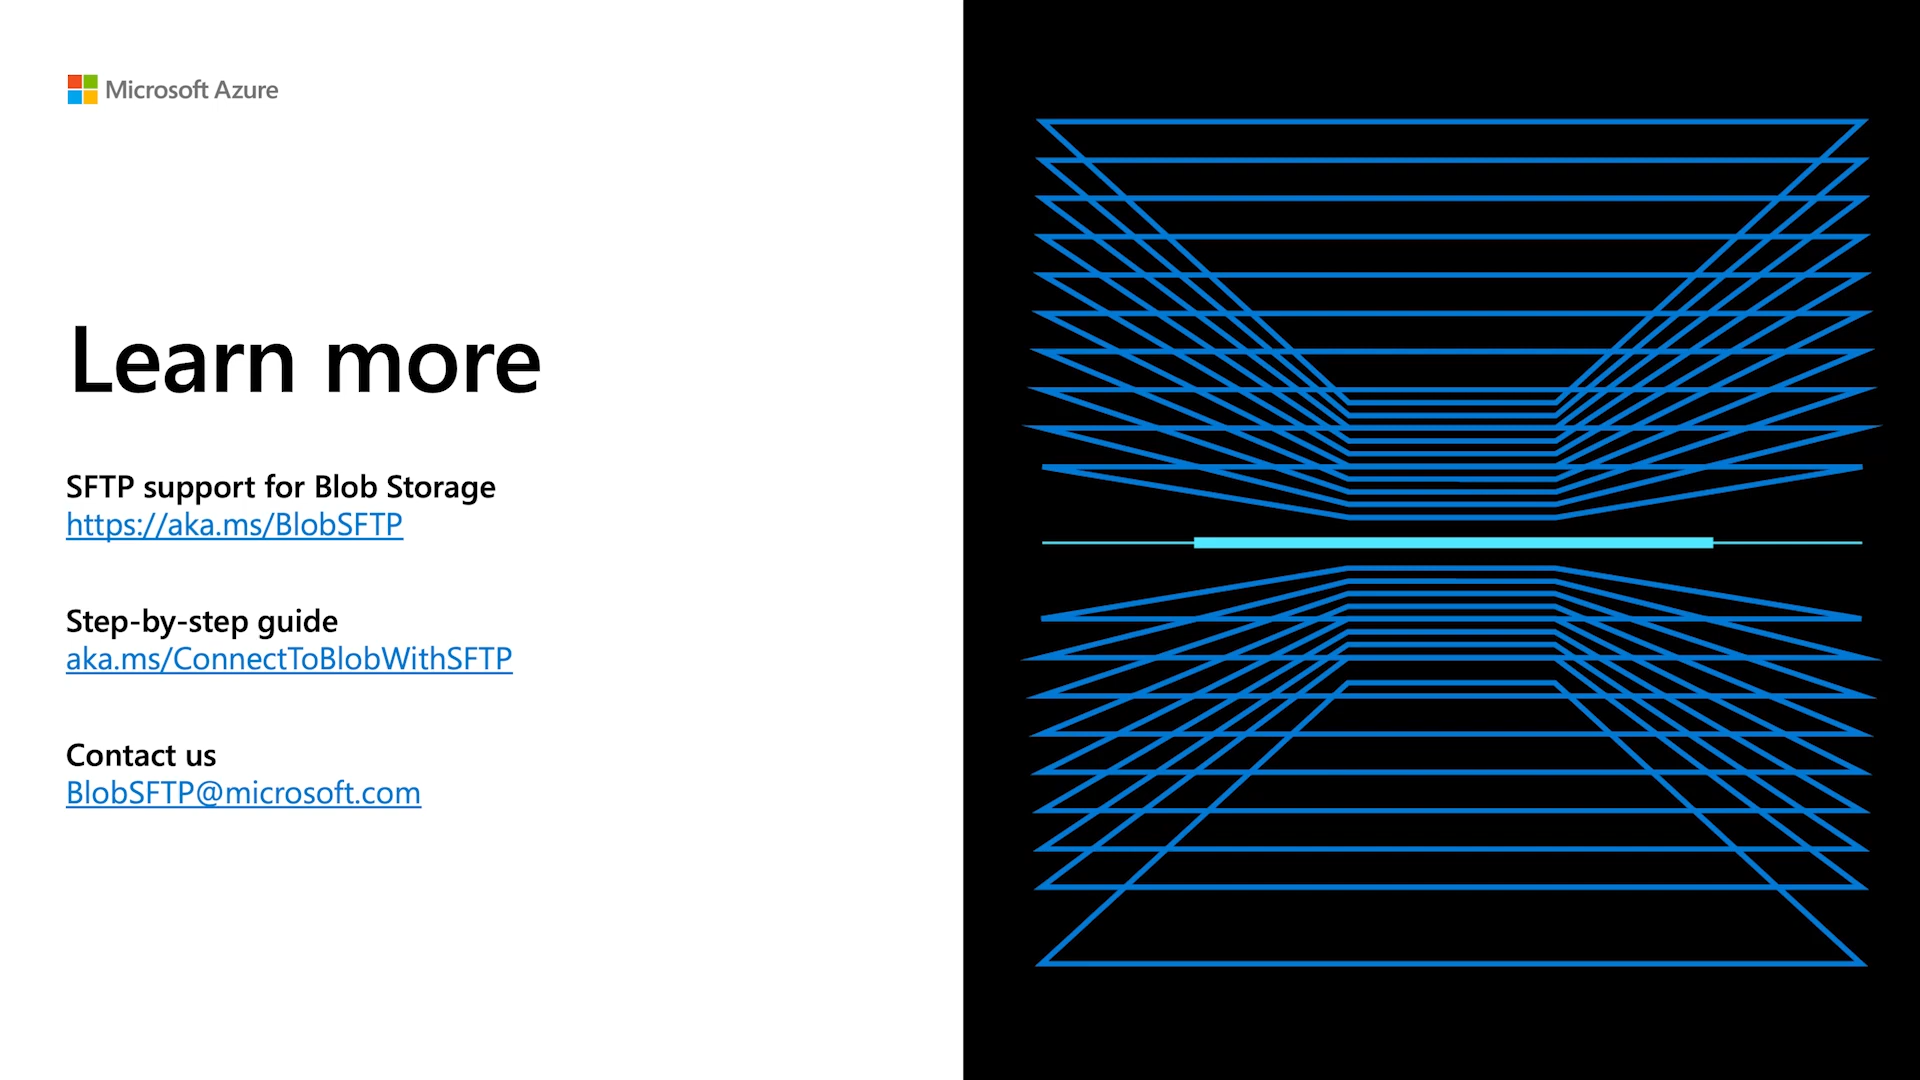 Microsoft Azure
Learn more
SFTP support for Blob Storage
https://aka.ms/BlobSFTP
Step-by-step guide
aka.ms/ConnectToBlobWithSFTP
Contact us
BlobSFTP@microsoft.com